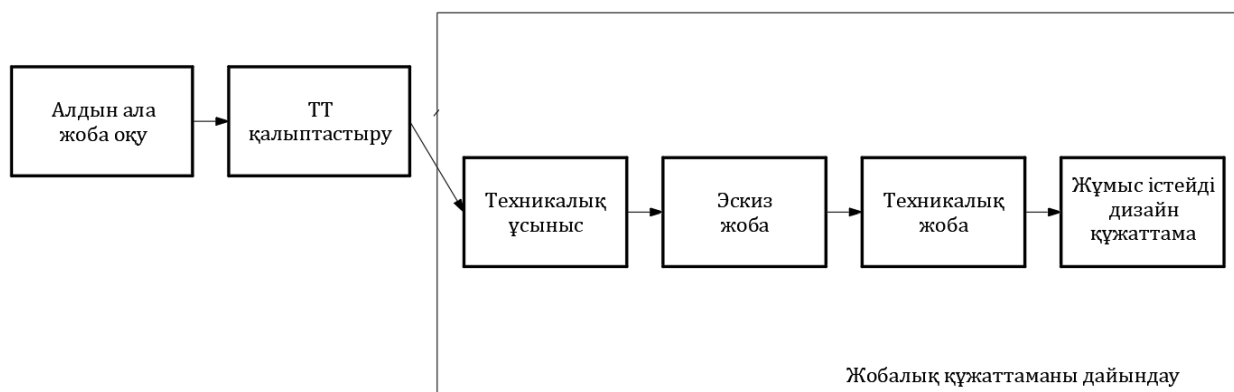 Алдын ала
жоба оқу
ТТ
қалыптастыру
Техникалық
ұсыныс
Эскиз
жоба
Техникалық
жоба
Жұмыс істейді
дизайн
құжаттама
Жобалық құжаттаманы дайындау